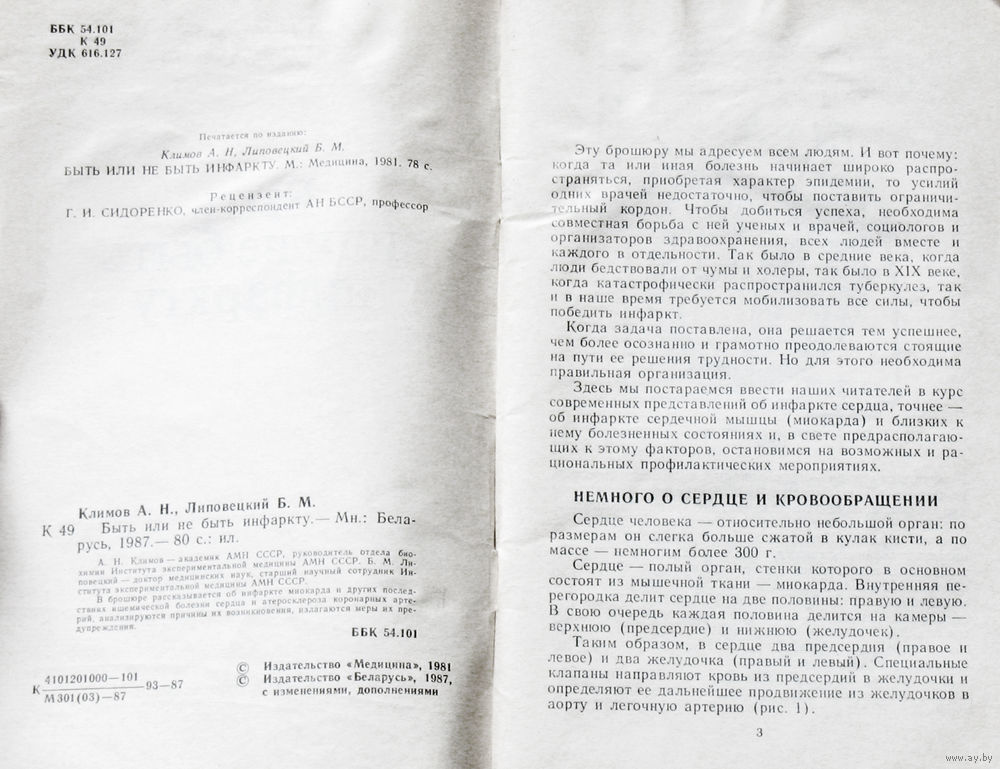 ББК 54.101
К 49
УДК 616.127
Печатается по изданию:
Климов А. Н, Липовецкий Б. М.
БЫТЬ ИЛИ НЕ БЫТЬ ИНФАРКТУ. М.: Медицина, 1981. 78 с.
Рецензент:
Г. И. СИДОРЕНКО, член-корреспондент АН БССР, профессор
Климов А. Н., Липовецкий Б. М.
К 49 Быть или не быть инфаркту.— Мн.: Бела-
русь, 1987.— 80 с.: ил.
А. Н. Климов — академик АМН СССР, руководитель отдела био-
химии Института экспериментальной медицины АМН СССР. Б. М. Ли-
повецкий — доктор медицинских наук, старший научный сотрудник Ин-
ститута экспериментальной медицины АМН СССР.
В брошюре рассказывается об инфаркте миокарда и других послед-
ствиях ишемической болезни сердца и атеросклероза коронарных арте-
рий, анализируются причины их возникновения, излагаются меры их пре-
дупреждения.
ББК 54.101
К 4101201000—101 93—87
М301(03)—87
© Издательство «Медицина», 1981
© Издательство «Беларусь», 1987,
с изменениями, дополнениями
Эту брошюру мы адресуем всем людям. И вот почему:
когда та или иная болезнь начинает широко распро-
страняться, приобретая характер эпидемии, то усилий
одних врачей недостаточно, чтобы поставить ограничи-
тельный кордон. Чтобы добиться успеха, необходима
совместная борьба с ней ученых и врачей, социологов и
организаторов здравоохранения, всех людей вместе и
каждого в отдельности. Так было в средние века, когда
люди бедствовали от чумы и холеры, так было в XIX веке,
когда катастрофически распространился туберкулез, так
и в наше время требуется мобилизовать все силы, чтобы
победить инфаркт.
Когда задача поставлена, она решается тем успешнее,
чем более осознанно и грамотно преодолеваются стоящие
на пути ее решения трудности. Но для этого необходима
правильная организация.
Здесь мы постараемся ввести наших читателей в курс
современных представлений об инфаркте сердца, точнее —
об инфаркте сердечной мышцы (миокарда) и близких к
нему болезненных состояниях и, в свете предрасполагаю-
щих к этому факторов, остановимся на возможных и ра-
циональных профилактических мероприятиях.
НЕМНОГО О СЕРДЦЕ И КРОВООБРАЩЕНИИ
Сердце человека — относительно небольшой орган: по
размерам он слегка больше сжатой в кулак кисти, а по
массе — немногим более 300 г.
Сердце — полый орган, стенки которого в основном
состоят из мышечной ткани — миокарда. Внутренняя пе-
регородка делит сердце на две половины: правую и левую.
В свою очередь каждая половина делится на камеры —
верхнюю (предсердие) и нижнюю (желудочек).
Таким образом, в сердце два предсердия (правое и
левое) и два желудочка (правый и левый). Специальные
клапаны направляют кровь из предсердий в желудочки и
определяют ее дальнейшее продвижение из желудочков в
аорту и легочную артерию (рис. 1).
3
www.ay.by